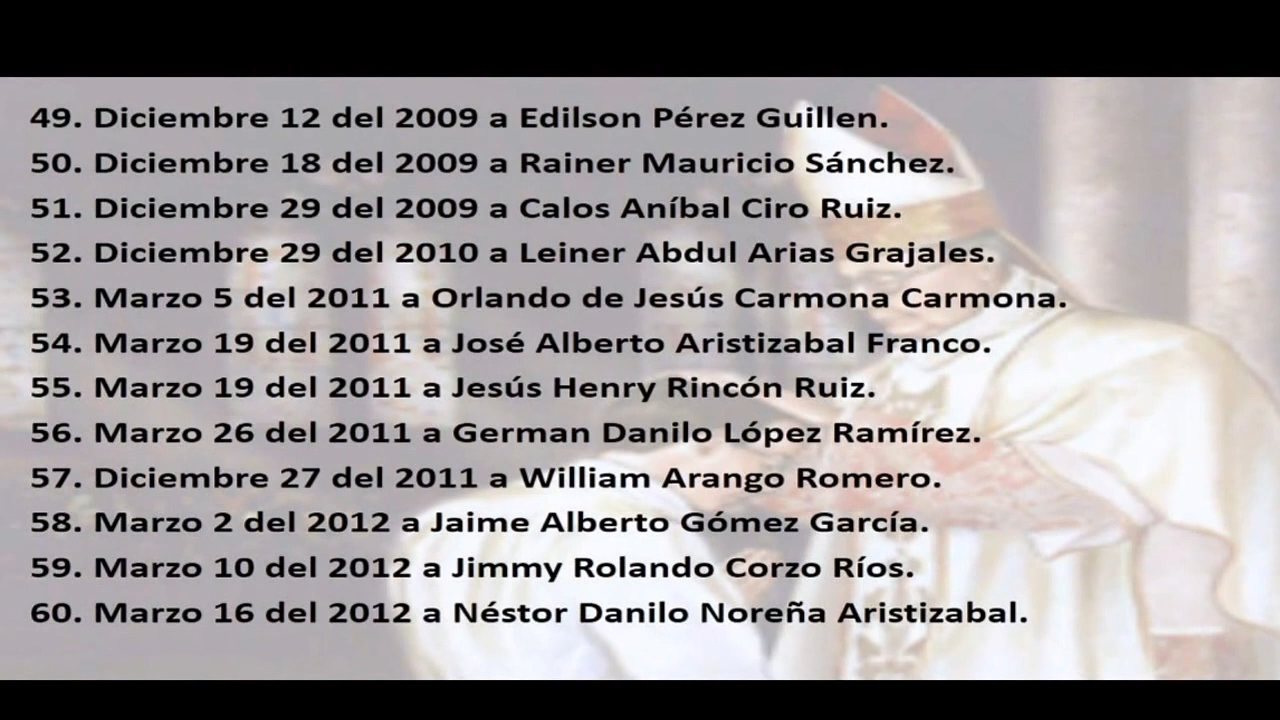 49. Diciembre 12 del 2009 a Edilson Pérez Guillen.
50. Diciembre 18 del 2009 a Rainer Mauricio Sánchez.
51. Diciembre 29 del 2009 a Calos Aníbal Ciro Ruiz.
52. Diciembre 29 del 2010 a Leiner Abdul Arias Grajales.
53. Marzo 5 del 2011 a Orlando de Jesús Carmona Carmona.
54. Marzo 19 del 2011 a José Alberto Aristizabal Franco.
55. Marzo 19 del 2011 a Jesús Henry Rincón Ruiz.
56. Marzo 26 del 2011 a German Danilo López Ramírez.
57. Diciembre 27 del 2011 a William Arango Romero.
58. Marzo 2 del 2012 a Jaime Alberto Gómez García.
59. Marzo 10 del 2012 a Jimmy Rolando Corzo Ríos.
60. Marzo 16 del 2012 a Néstor Danilo Noreña Aristizabal.